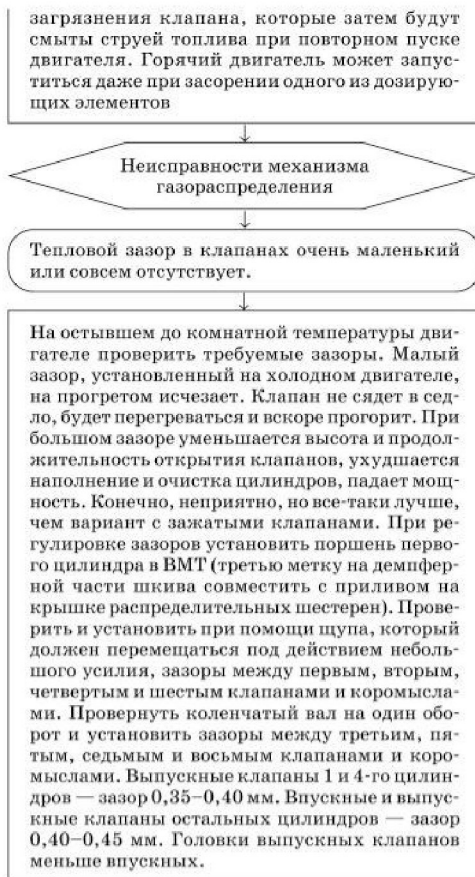 загрязнения клапана, которые затем будут
смыты струей топлива при повторном пуске
двигателя. Горячий двигатель может запус-
титься даже при засорении одного из дозирую-
щих элементов
Неисправности механизма
газораспределения
Тепловой зазор в клапанах очень маленький
или совсем отсутствует.
На остывшем до комнатной температуры дви-
гателе проверить требуемые зазоры. Малый
зазор, установленный на холодном двигателе,
на прогретом исчезает. Клапан не сядет в сед-
ло, будет перегреваться и вскоре прогорит. При
большом зазоре уменьшается высота и продол-
жительность открытия клапанов, ухудшается
наполнение и очистка цилиндров, падает мощ-
ность. Конечно, неприятно, но все-таки лучше,
чем вариант с зажатыми клапанами. При ре-
гулировке зазоров установить поршень перво-
го цилиндра в ВМТ (третью метку на демпфер-
ной части шкива совместить с приливом на
крышке распределительных шестерен). Прове-
рить и установить при помощи щупа, который
должен перемещаться под действием неболь-
шого усилия, зазоры между первым, вторым,
четвертым и шестым клапанами и коромысла-
ми. Провернуть коленчатый вал на один обо-
рот и установить зазоры между третьим, пя-
тым, седьмым и восьмым клапанами и коро-
мыслами. Выпускные клапаны 1 и 4-го цилин-
дров — зазор 0,35–0,40 мм. Впускные и выпус-
кные клапаны остальных цилиндров — зазор
0,40–0,45 мм. Головки выпускных клапанов
меньше впускных.